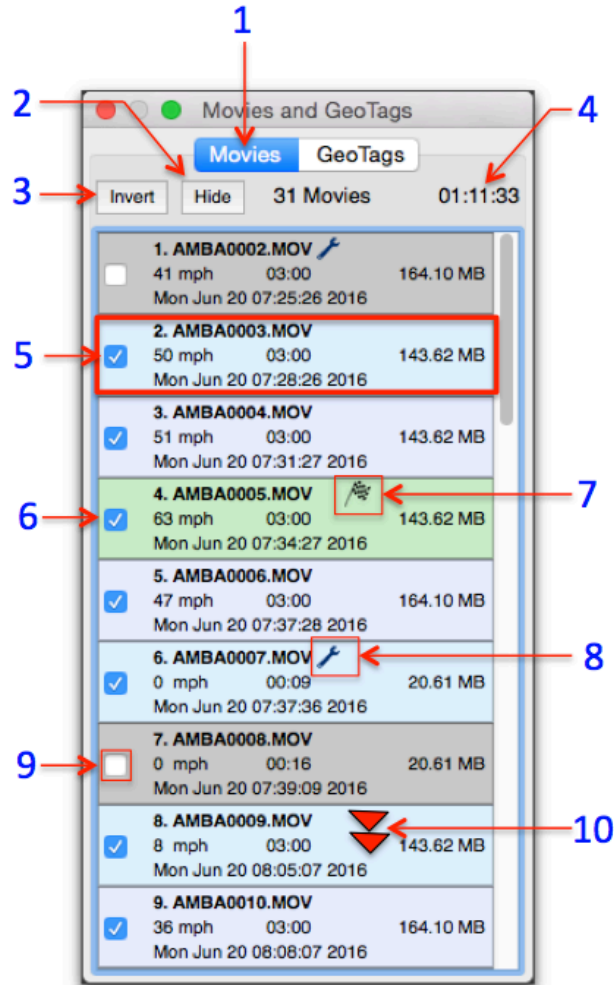 1
2
Movies and GeoTags
4
Movies GeoTags
3
Invert Hide 31 Movies 01:11:33
1. AMBA0002.MOV
41 mph 03:00 164.10 MB
Mon Jun 20 07:25:26 2016
2. AMBA0003.MOV
5
50 mph 03:00 143.62 MB
Mon Jun 20 07:28:26 2016
3. AMBA0004.MOV
51 mph 03:00 143.62 MB
Mon Jun 20 07:31:27 2016
4. AMBA0005.MOV
7
6
63 mph 03:00 143.62 MB
Mon Jun 20 07:34:27 2016
5. AMBA0006.MOV
47 mph 03:00 164.10 MB
Mon Jun 20 07:37:28 2016
6. AMBA0007.MOV
8
0 mph 00:09 20.61 MB
Mon Jun 20 07:37:36 2016
7. AMBA0008.MOV
9
0 mph 00:16 20.61 MB
Mon Jun 20 07:39:09 2016
8. AMBA0009.MOV
10
8 mph 03:00 143.62 MB
Mon Jun 20 08:05:07 2016
9. AMBA0010.MOV
36 mph 03:00 164.10 MB
Mon Jun 20 08:08:07 2016